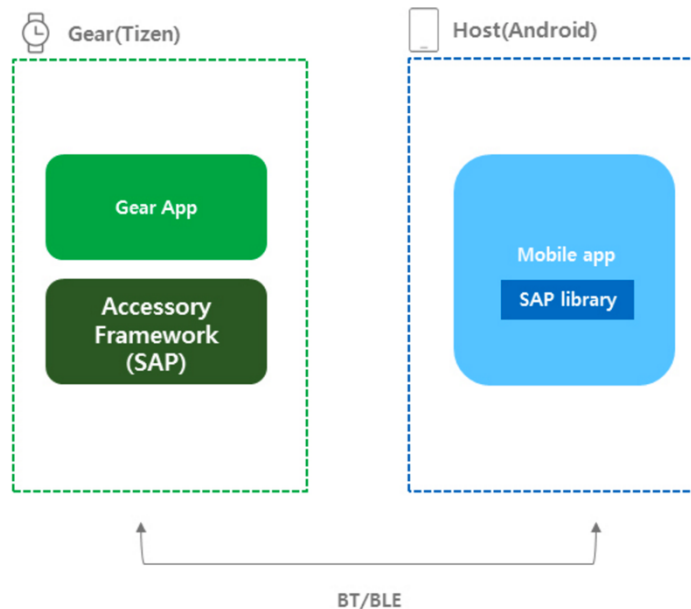 Gear(Tizen)
Host(Android)
Gear App
Accessory
Framework
(SAP)
Mobile app
SAP library
BT/BLE